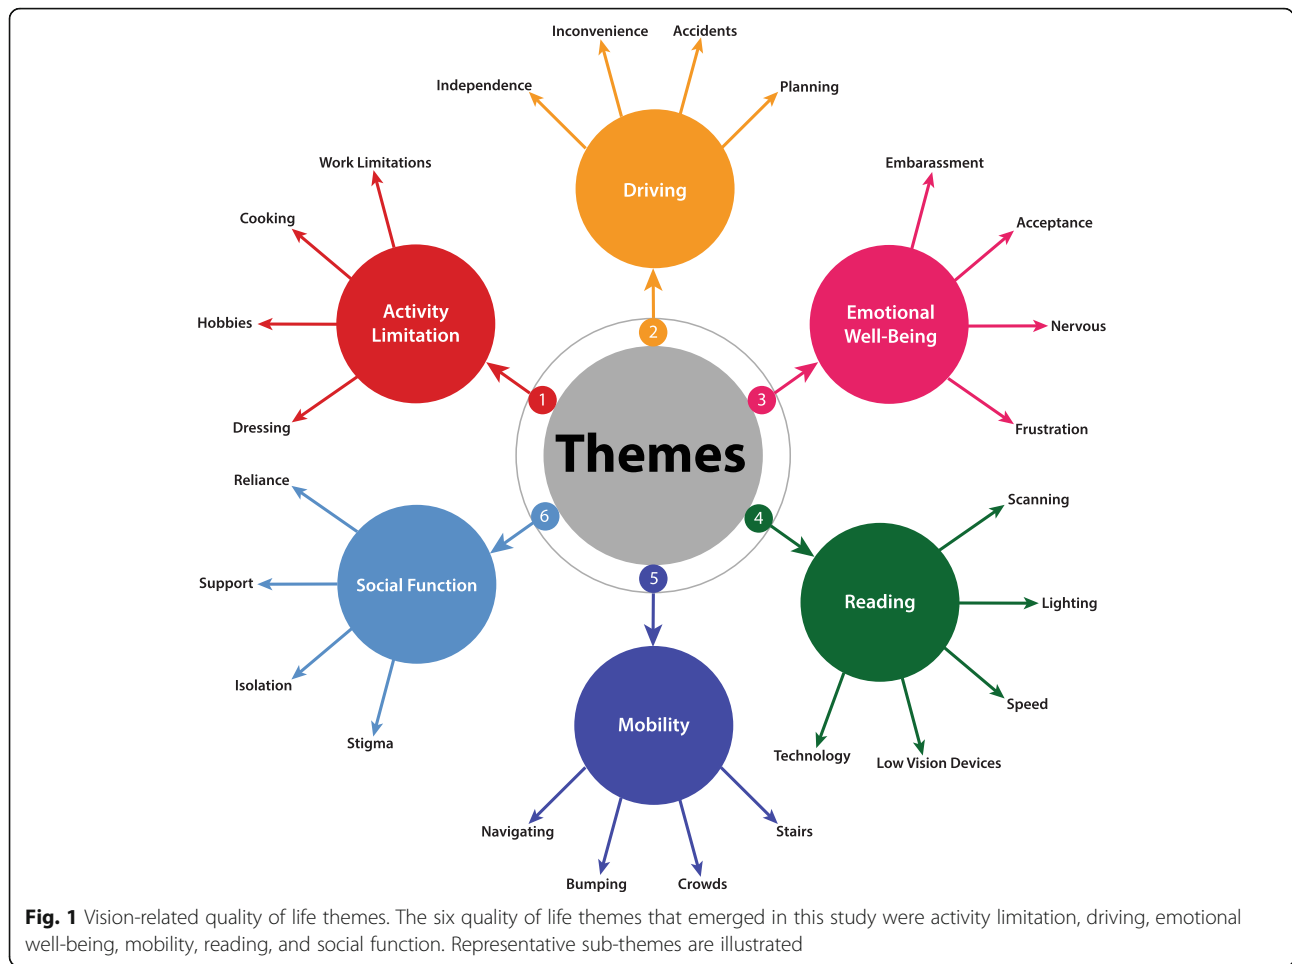 Inconvenience
Accidents
Independence
Planning
Driving
Work Limitations
Cooking
Hobbies
Dressing
Activity
Limitation
Embarassment
Acceptance
Nervous
Frustration
Emotional
Well-Being
1
2
3
4
5
6
Themes
Reliance
Support
Isolation
Stigma
Social Function
Scanning
Lighting
Speed
Low Vision Devices
Technology
Reading
Mobility
Navigating
Bumping
Crowds
Stairs
Fig. 1 Vision-related quality of life themes. The six quality of life themes that emerged in this study were activity limitation, driving, emotional
well-being, mobility, reading, and social function. Representative sub-themes are illustrated